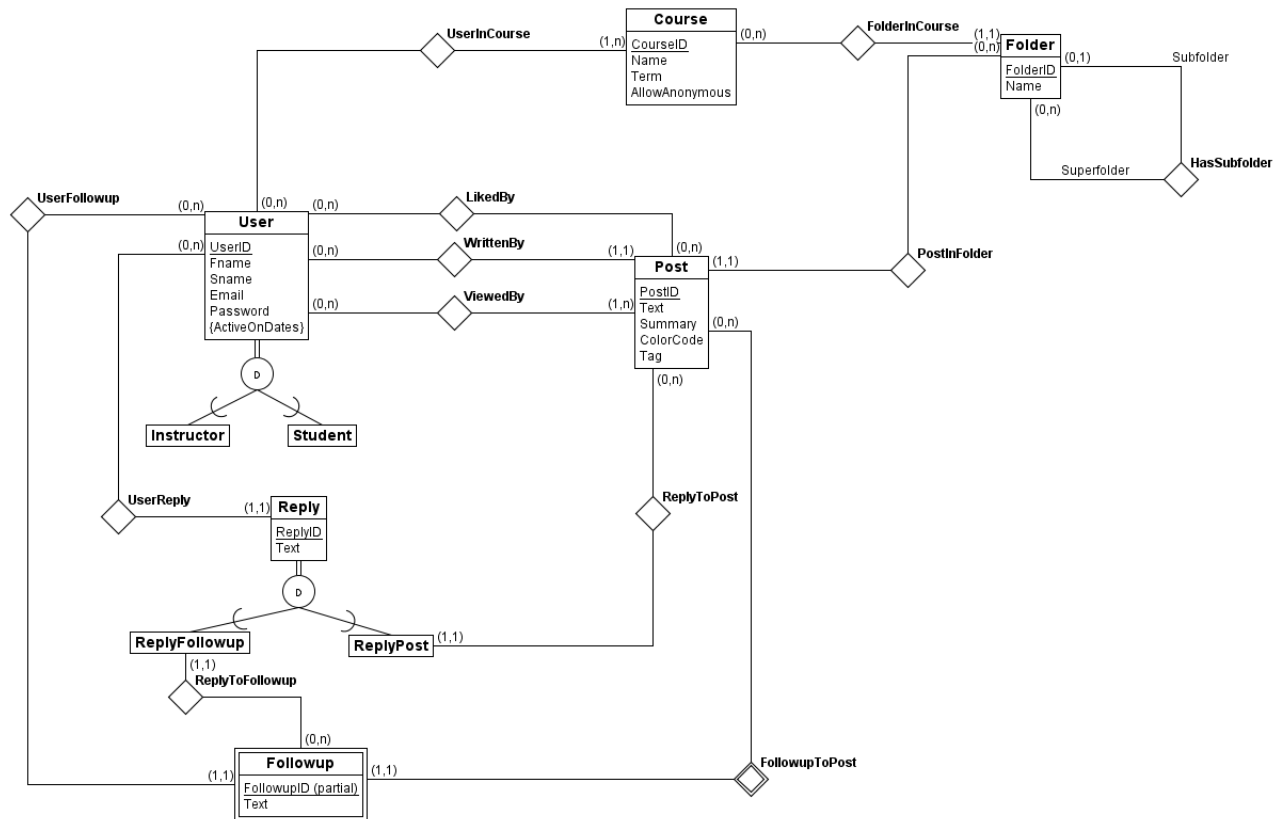 Course
CourseID
Name
Term
AllowAnonymous
UserInCourse
(1,n)
(0,n)
FolderInCourse
(1,1)
(0,n)
Folder
FolderID
Name
(0,1)
Subfolder
(0,n)
Superfolder
HasSubfolder
UserFollowup
(0,n)
(0,n)
(0,n)
LikedBy
User
UserID
Fname
Sname
Email
Password
{ActiveOnDates}
(0,n)
(0,n)
WrittenBy
(1,1)
(0,n)
(0,n)
ViewedBy
(1,n)
Post
PostID
Text
Summary
ColorCode
Tag
(1,1)
PostInFolder
(0,n)
(0,n)
D
Instructor
Student
UserReply
(1,1)
Reply
ReplyID
Text
ReplyToPost
D
ReplyFollowup
ReplyPost
(1,1)
(1,1)
ReplyToFollowup
(0,n)
Followup
FollowupID (partial)
Text
(1,1)
(1,1)
FollowupToPost